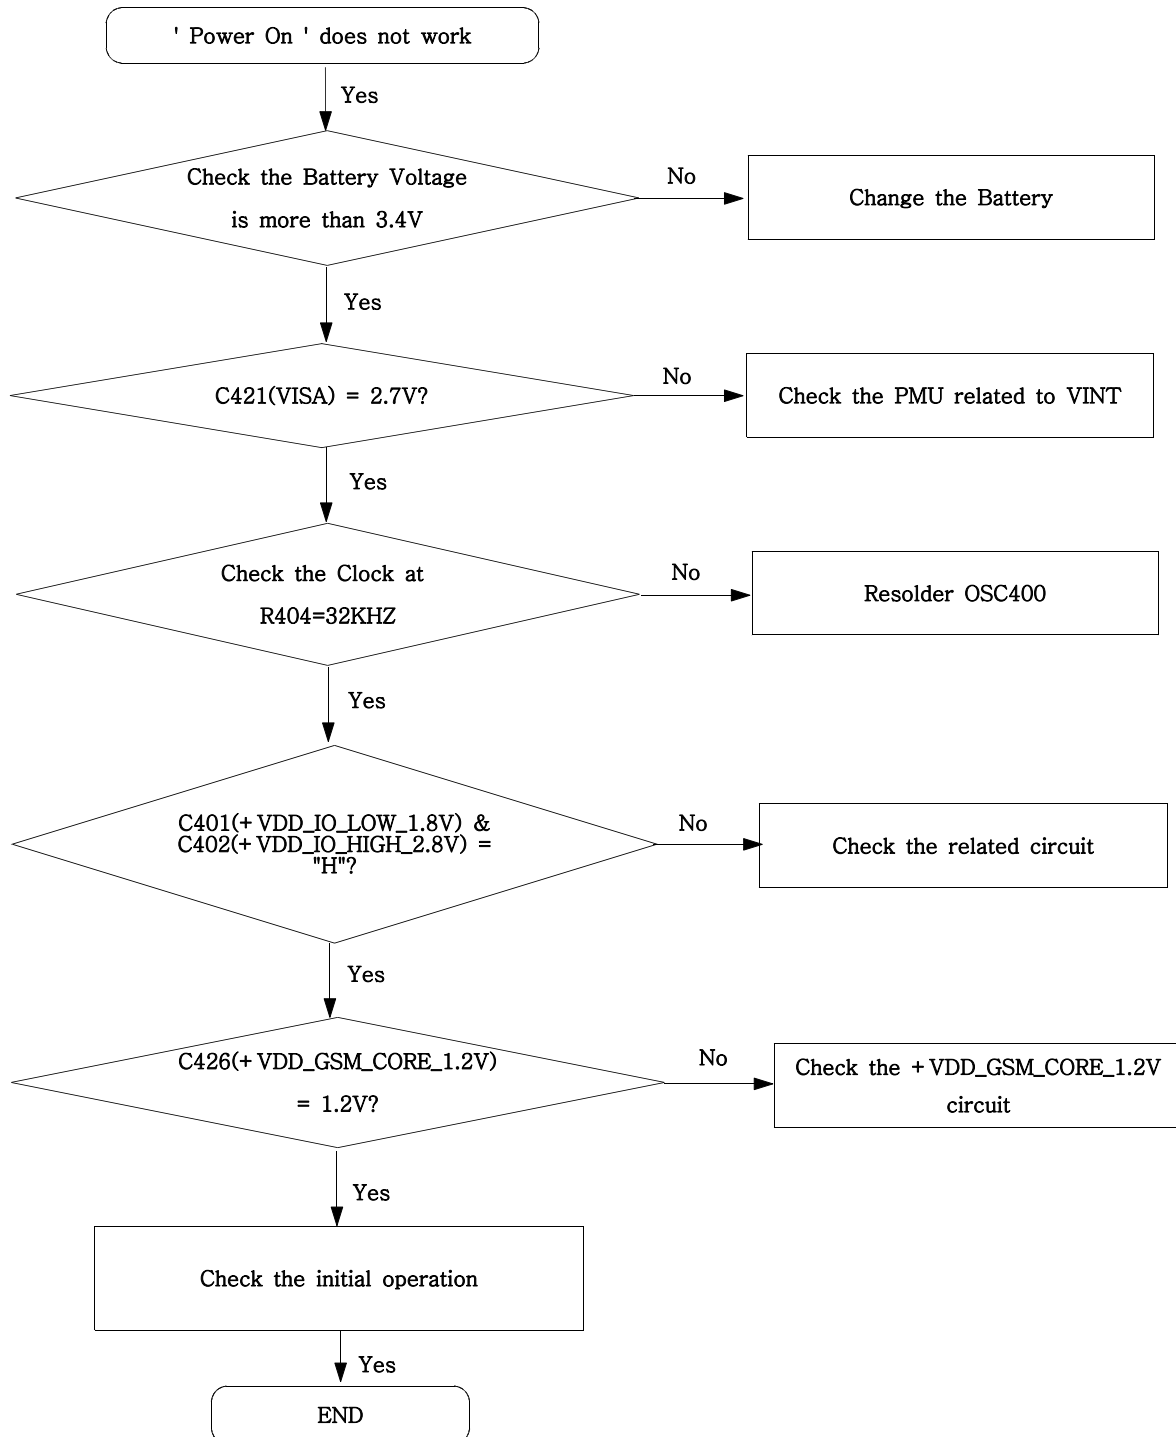 ' Power On ' does not work
Yes
Check the Battery Voltage
is more than 3.4V
No
Change the Battery
Yes
C421(VISA) = 2.7V?
No
Check the PMU related to VINT
Yes
Check the Clock at
R404=32KHZ
No
Resolder OSC400
Yes
C401(+VDD_IO_LOW_1.8V) &
C402(+VDD_IO_HIGH_2.8V) =
"H"?
No
Check the related circuit
Yes
C426(+VDD_GSM_CORE_1.2V)
= 1.2V?
No
Check the +VDD_GSM_CORE_1.2V
circuit
Yes
Check the initial operation
Yes
END